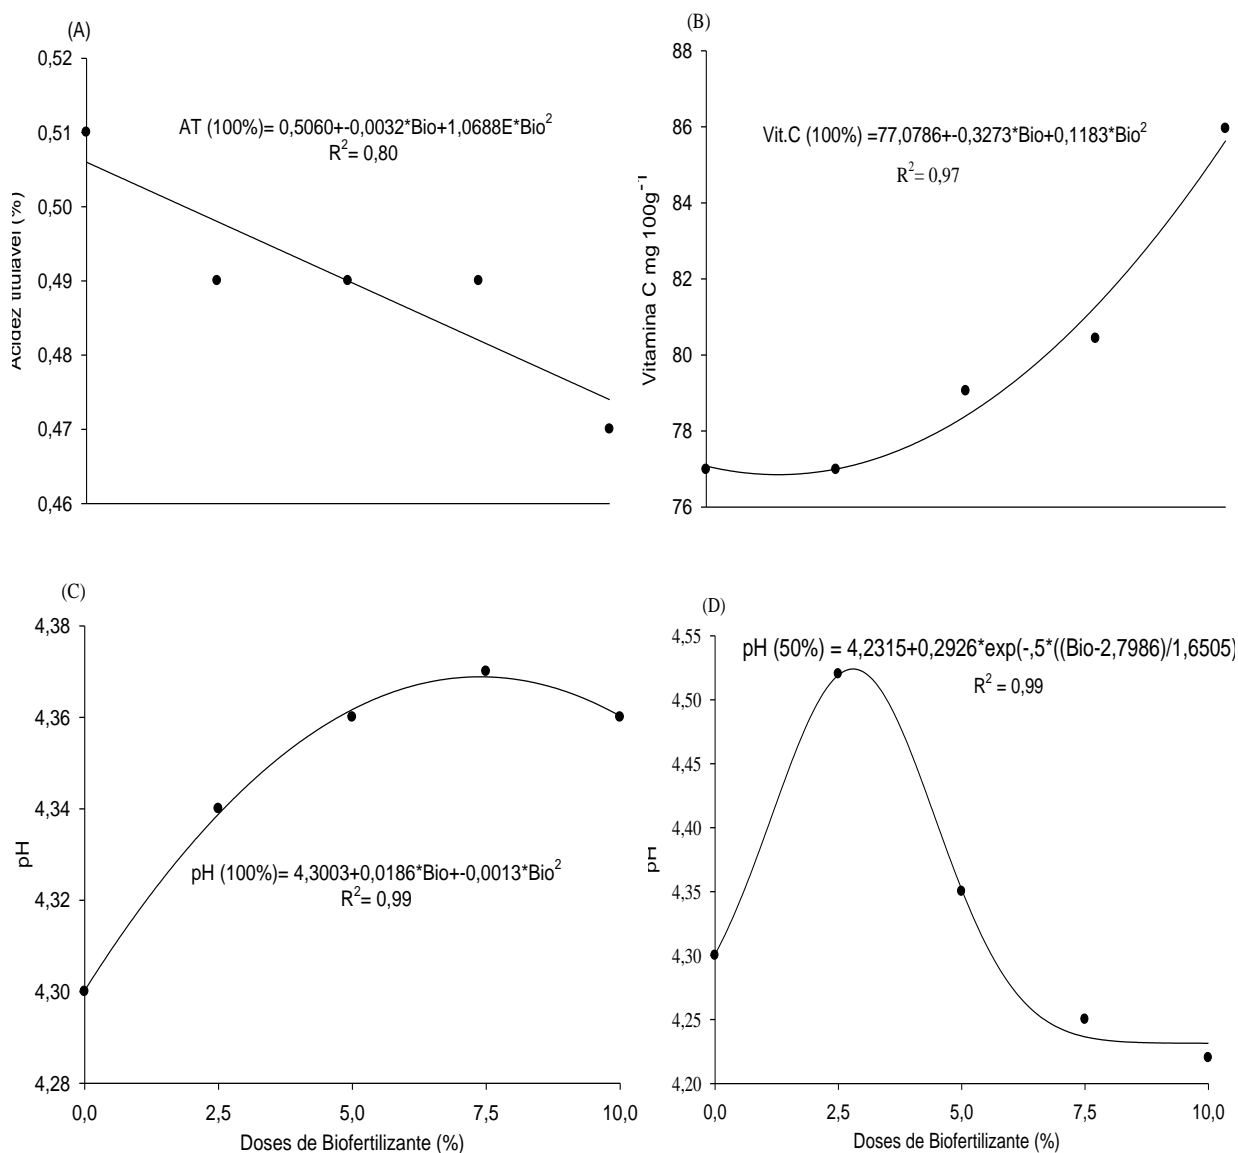 (A)
0,52
0,51
0,50
0,49
0,48
0,47
0,46
Acidez titulável (%)
AT (100%)= 0,5060+-0,0032*Bio+1,0688E*Bio²
R²= 0,80
(B)
88
86
84
82
80
78
76
Vitamina C mg 100g⁻¹
Vit.C (100%) =77,0786+-0,3273*Bio+0,1183*Bio²
R²= 0,97
(C)
4,38
4,36
4,34
4,32
4,30
4,28
pH
pH (100%)= 4,3003+0,0186*Bio+-0,0013*Bio²
R²= 0,99
0,0 2,5 5,0 7,5 10,0
Doses de Biofertilizante (%)
(D)
4,55
4,50
4,45
4,40
4,35
4,30
4,25
4,20
pH
pH (50%) = 4,2315+0,2926*exp(-,5*((Bio-2,7986)/1,6505)
R² = 0,99
0,0 2,5 5,0 7,5 10,0
Doses de Biofertilizante (%)